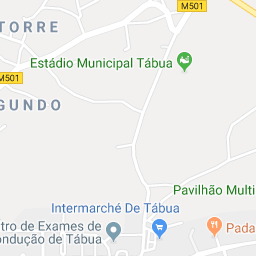 M501
TORRE
Estádio Municipal Tábua
M501
GUNDO
Pavilhão Multi
Intermarché De Tábua
tro de Exames de
ondução de Tábua
Pada